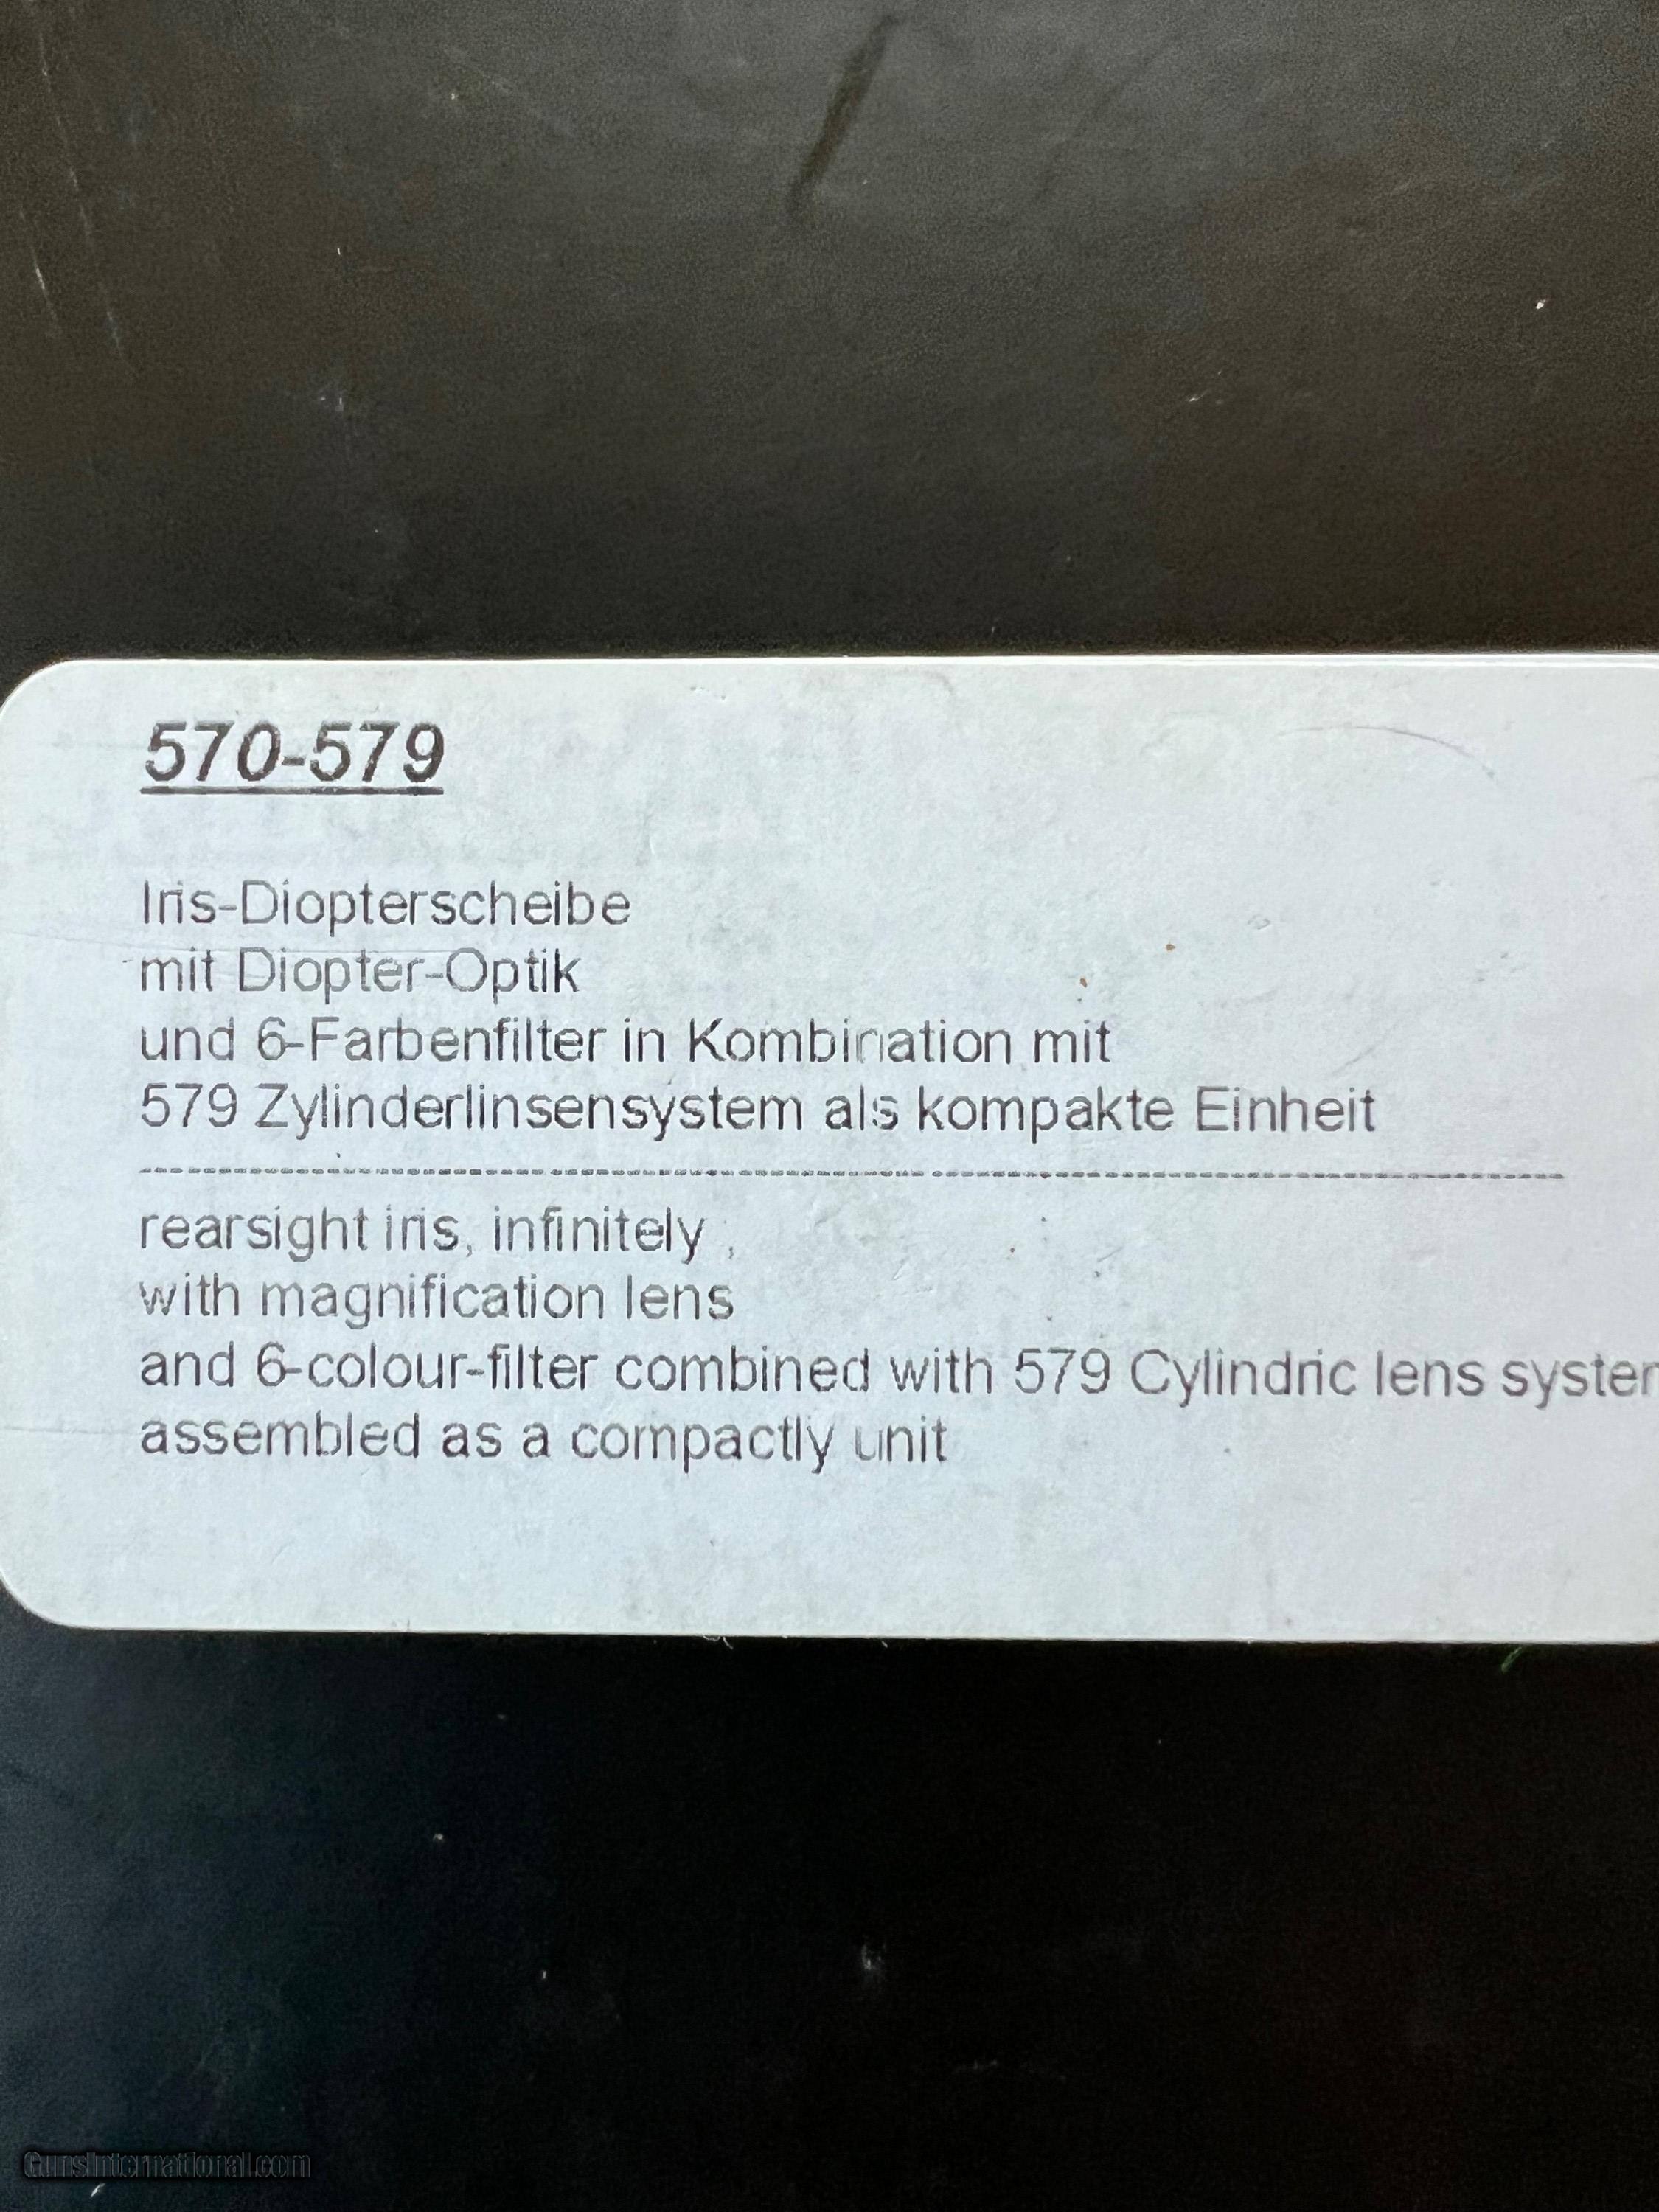 570-579
Iris-Diopterscheibe
mit Diopter-Optik
und 6-Farbenfilter in Kombination mit
579 Zylinderlinsensystem als kompakte Einheit
--------------------------------------------------------------------------------
rearsight iris, infinitely ,
with magnification lens
and 6-colour-filter combined with 579 Cylindric lens system
assembled as a compactly unit
GunsInternational.com